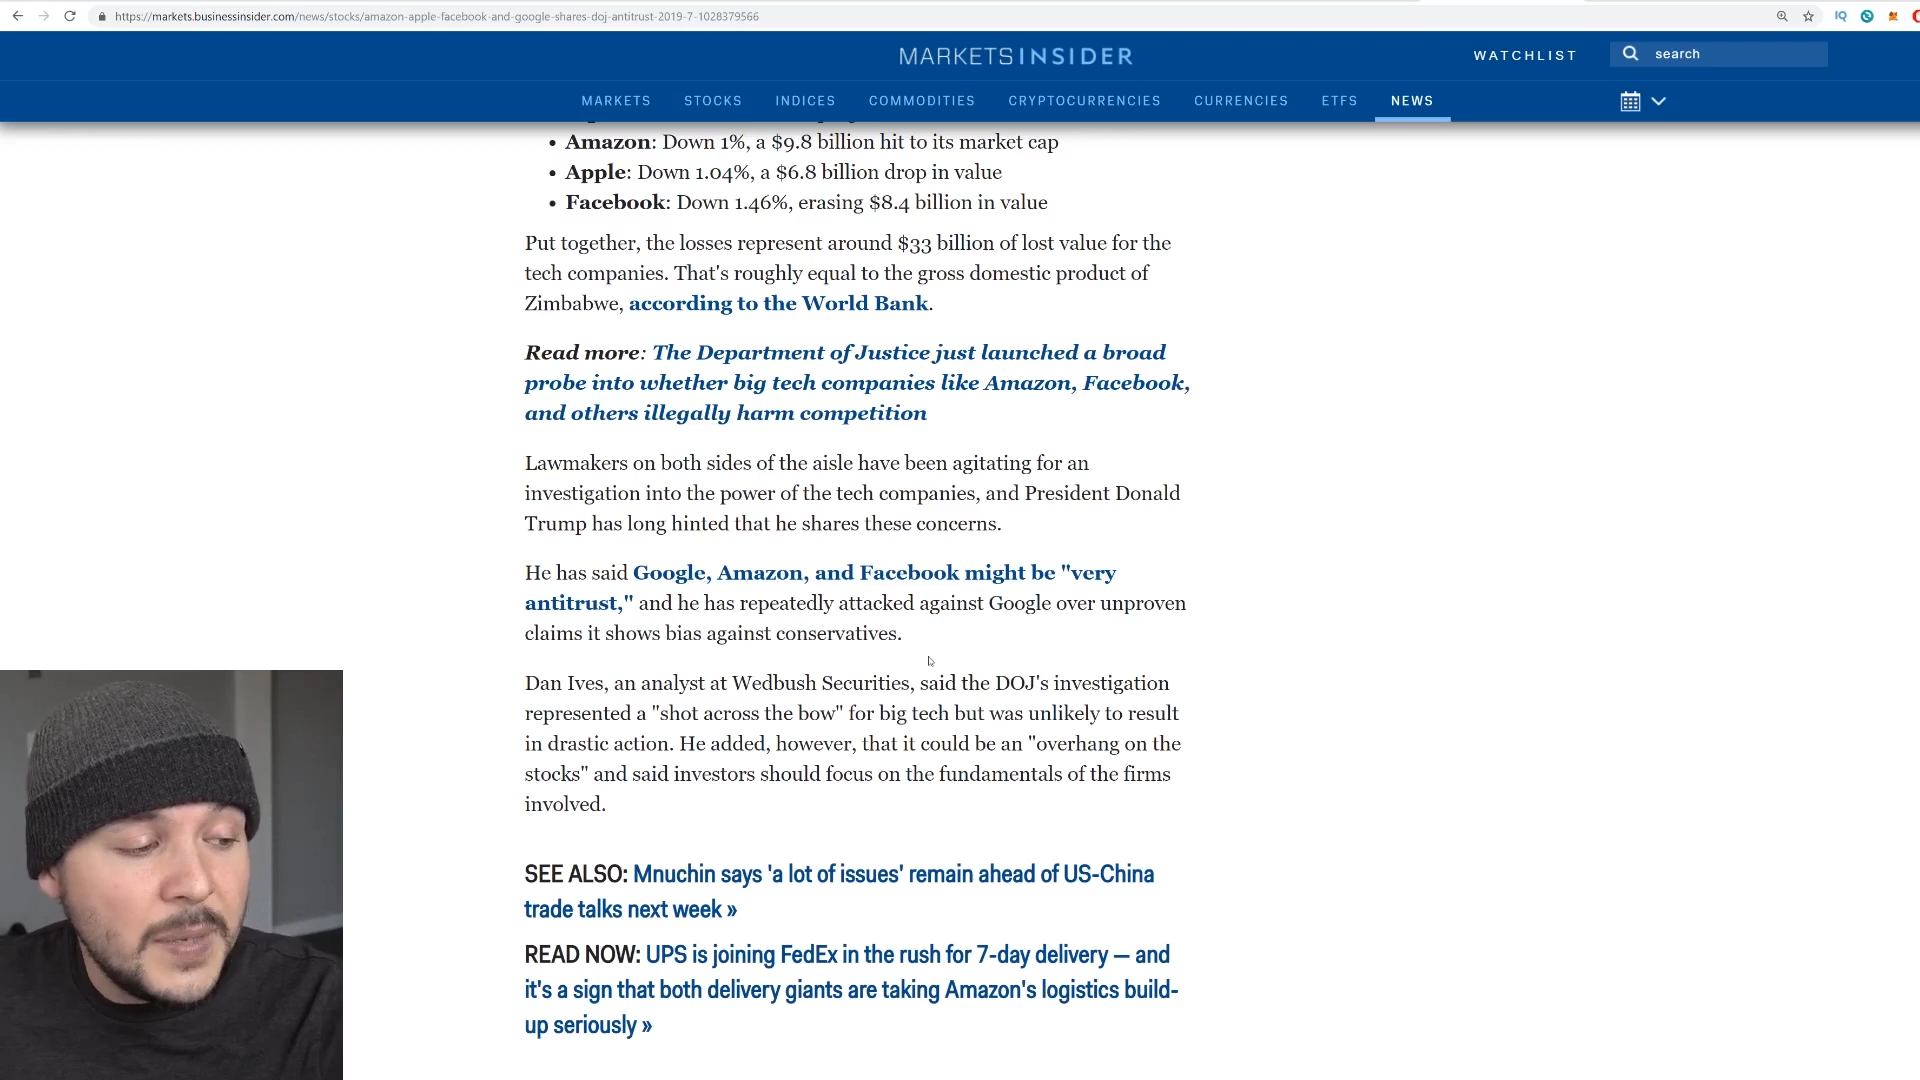 https://markets.businessinsider.com/news/stocks/amazon-apple-facebook-and-google-shares-doj-antitrust-2019-7-1028379566
IQ
MARKETS INSIDER
WATCHLIST
search
MARKETS STOCKS INDICES COMMODITIES CRYPTOCURRENCIES CURRENCIES ETFS NEWS
• Amazon: Down 1%, a $9.8 billion hit to its market cap
• Apple: Down 1.04%, a $6.8 billion drop in value
• Facebook: Down 1.46%, erasing $8.4 billion in value
Put together, the losses represent around $33 billion of lost value for the
tech companies. That's roughly equal to the gross domestic product of
Zimbabwe, according to the World Bank.
Read more: The Department of Justice just launched a broad
probe into whether big tech companies like Amazon, Facebook,
and others illegally harm competition
Lawmakers on both sides of the aisle have been agitating for an
investigation into the power of the tech companies, and President Donald
Trump has long hinted that he shares these concerns.
He has said Google, Amazon, and Facebook might be "very
antitrust," and he has repeatedly attacked against Google over unproven
claims it shows bias against conservatives.
Dan Ives, an analyst at Wedbush Securities, said the DOJ's investigation
represented a "shot across the bow" for big tech but was unlikely to result
in drastic action. He added, however, that it could be an "overhang on the
stocks" and said investors should focus on the fundamentals of the firms
involved.
SEE ALSO: Mnuchin says 'a lot of issues' remain ahead of US-China
trade talks next week »
READ NOW: UPS is joining FedEx in the rush for 7-day delivery — and
it's a sign that both delivery giants are taking Amazon's logistics build-
up seriously »